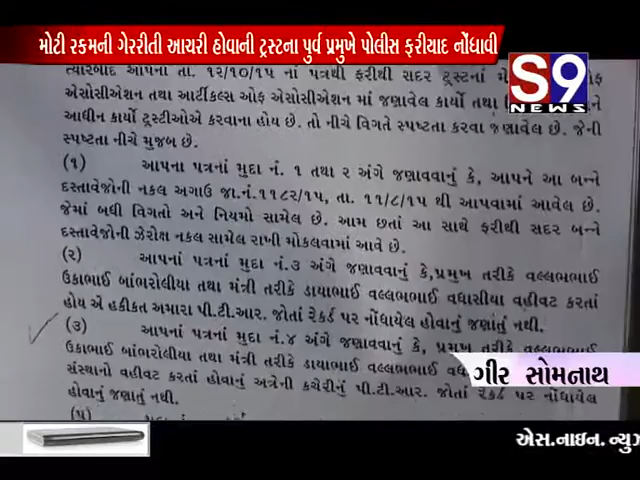 મોટી રકમની ગેરરીતી આચરી હોવાની ટ્રસ્ટના પુર્વ પ્રમુખે પોલીસ ફરીયાદ નોંધાવી
S9
NEWS
ત્યારબાદ આપના તા. ૧૨/૧૦/૧૫ નાં પત્રથી ફરીથી સદર ટ્રસ્ટનાં
એસોસીએશન તથા આર્ટીકલ્સ ઓફ એસોસીએશન માં જણાવેલ કાર્યો તથા
આધીન કાર્યો ટ્રસ્ટીઓએ કરવાના હોય છે. તો નીચે વિગતે સ્પષ્ટતા કરવા જણાવેલ છે. જેની
સ્પષ્ટતા નીચે મુજબ છે.
(૧) આપના પત્રનાં મુદા નં. ૧ તથા ૨ અંગે જણાવવાનું કે, આપને આ બન્ને
દસ્તાવેજોની નકલ અગાઉ જા.નં.૧૧૮૨/૧૫, તા. ૧૧/૮/૧૫ થી આપવામાં આવેલ છે.
જેમાં બધી વિગતો અને નિયમો સામેલ છે. આમ છતાં આ સાથે ફરીથી સદર બન્ને
દસ્તાવેજોની ઝેરોક્ષ નકલ સામેલ રાખી મોકલવામાં આવે છે.
(૨) આપનાં પત્રનાં મુદા નં.૩ અંગે જણાવવાનું કે,પ્રમુખ તરીકે વલ્લભભાઈ
ઉકાભાઈ બાંભરોલીયા તથા મંત્રી તરીકે ડાયાભાઈ વલ્લભભાઈ વઘાસીયા વહીવટ કરતાં
હોય એ હકીકત અમારા પી.ટી.આર. જોતાં રેકર્ડ પર નોંધાયેલ હોવાનું જણાતું નથી.
(૩) આપનાં પત્રનાં મુદા નં.૪ અંગે જણાવવાનું કે, પ્રમુખ તરીકે વલ્લભભાઈ
ઉકાભાઈ બાંભરોલીયા તથા મંત્રી તરીકે ડાયાભાઈ વલ્લભભાઈ
ગીર સોમનાથ
સંસ્થાનો વહીવટ કરતાં હોવાનું અત્રેની કચેરીનું પી.ટી.આર. જોતાં રેકર્ડ પર નોંધાયેલ
હોવાનું જણાતું નથી.
એસ.નાઈન. ન્યુઝ